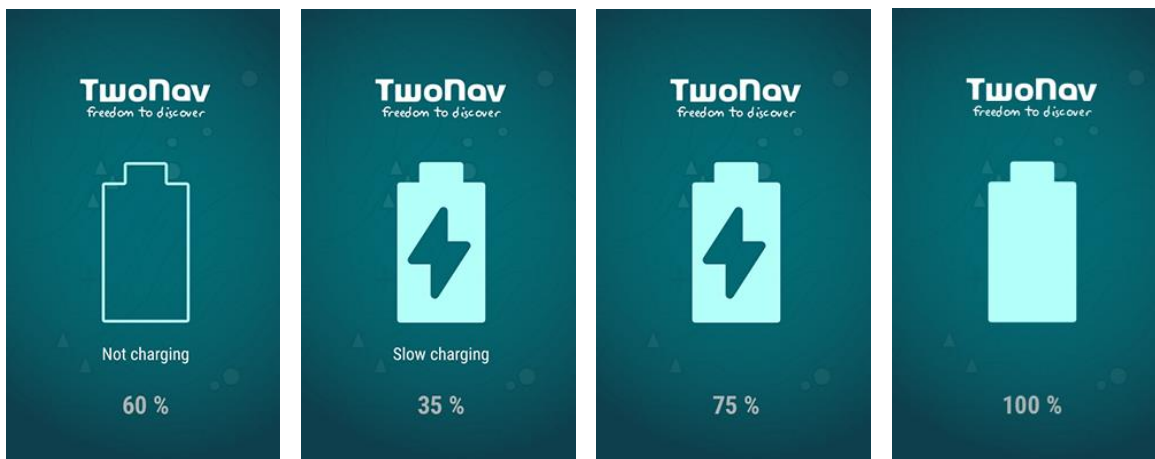 TwoNav
freedom to discover
Not charging
60 %
TwoNav
freedom to discover
Slow charging
35 %
TwoNav
freedom to discover
75 %
TwoNav
freedom to discover
100 %